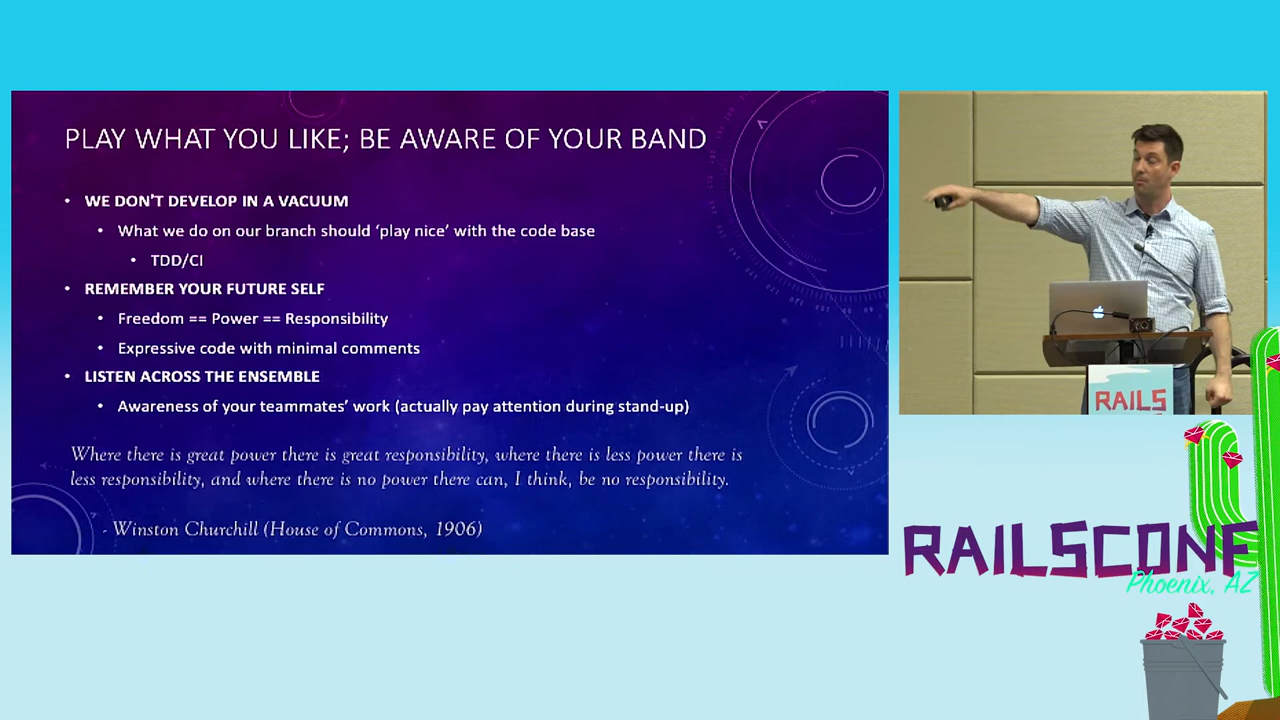 PLAY WHAT YOU LIKE; BE AWARE OF YOUR BAND
• WE DON'T DEVELOP IN A VACUUM
• What we do on our branch should ‘play nice’ with the code base
• TDD/CI
• REMEMBER YOUR FUTURE SELF
• Freedom == Power == Responsibility
• Expressive code with minimal comments
• LISTEN ACROSS THE ENSEMBLE
• Awareness of your teammates’ work (actually pay attention during stand-up)
Where there is great power there is great responsibility, where there is less power there is
less responsibility, and where there is no power there can, I think, be no responsibility.
- Winston Churchill (House of Commons, 1906)
RAILS
RAILSCONF
Phoenix, AZ